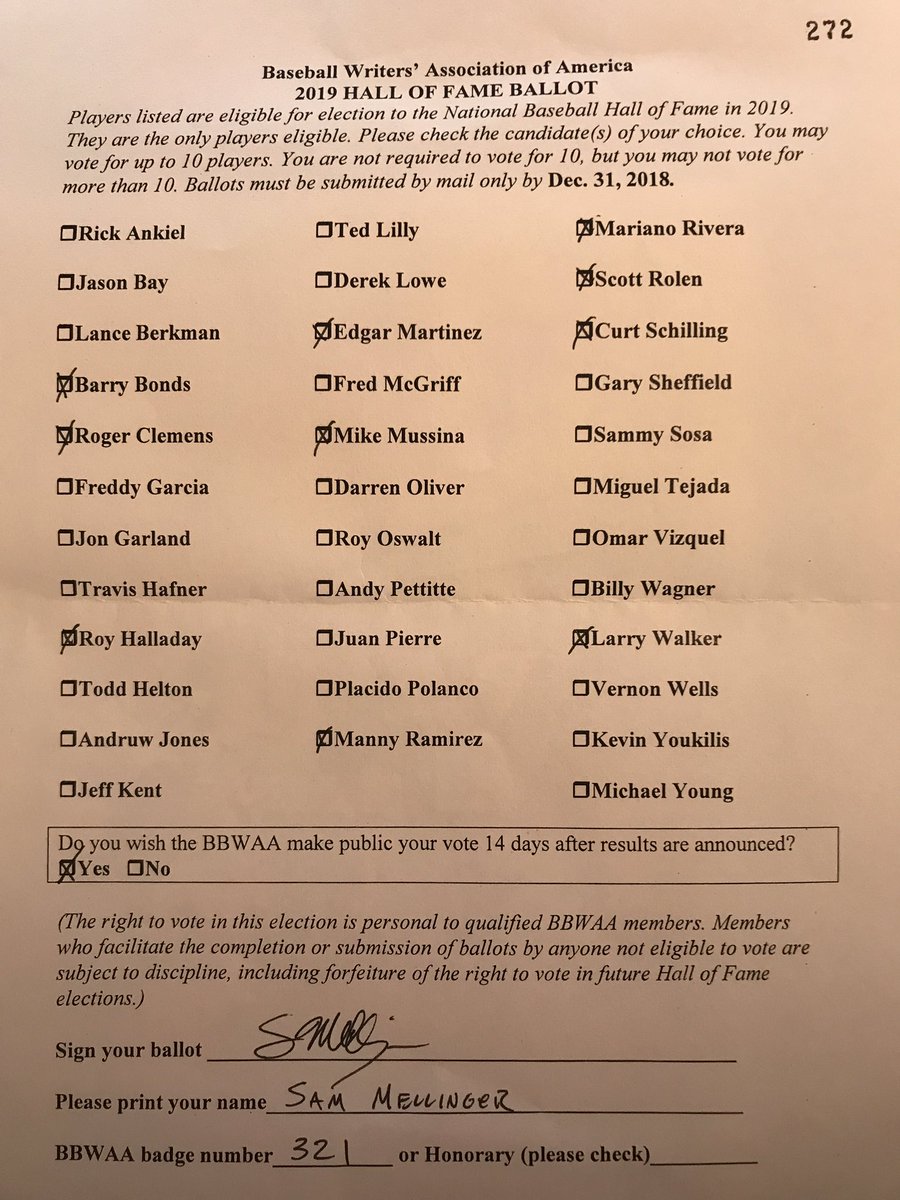 272
Baseball Writers' Association of America
2019 HALL OF FAME BALLOT
Players listed are eligible for election to the National Baseball Hall of Fame in 2019.
They are the only players eligible. Please check the candidate(s) of your choice. You may
vote for up to 10 players. You are not required to vote for 10, but you may not vote for
more than 10. Ballots must be submitted by mail only by Dec. 31, 2018.
Rick Ankiel
Jason Bay
Lance Berkman
Barry Bonds
Roger Clemens
Freddy Garcia
Jon Garland
Travis Hafner
Roy Halladay
Todd Helton
Andruw Jones
Jeff Kent
Ted Lilly
Derek Lowe
Edgar Martinez
Fred McGriff
Mike Mussina
Darren Oliver
Roy Oswalt
Andy Pettitte
Juan Pierre
Placido Polanco
Manny Ramirez
Mariano Rivera
Scott Rolen
Curt Schilling
Gary Sheffield
Sammy Sosa
Miguel Tejada
Omar Vizquel
Billy Wagner
Larry Walker
Vernon Wells
Kevin Youkilis
Michael Young
Do you wish the BBWAA make public your vote 14 days after results are announced?
Yes No
(The right to vote in this election is personal to qualified BBWAA members. Members
who facilitate the completion or submission of ballots by anyone not eligible to vote are
subject to discipline, including forfeiture of the right to vote in future Hall of Fame
elections.)
Sign your ballot
Please print your name SAM MELLINGER
BBWAA badge number 321 or Honorary (please check)